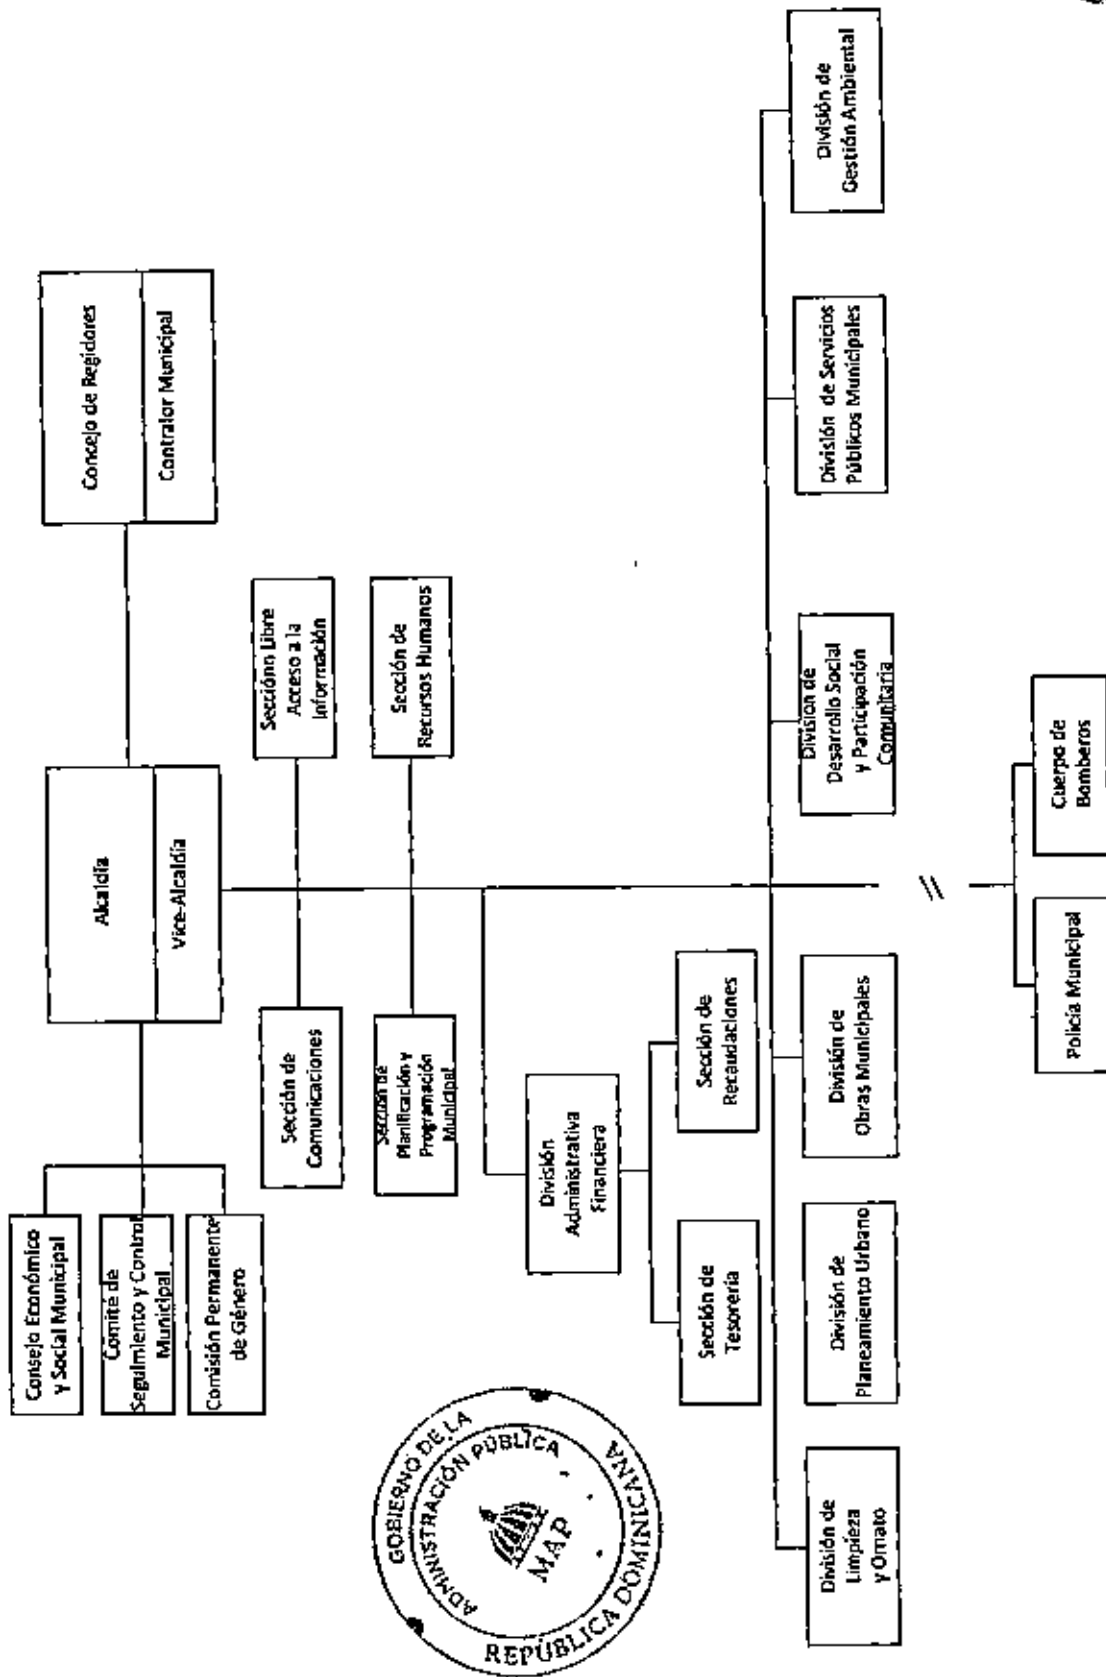 Concejo de Regidores
Contralor Municipal
Alcaldía
Vice-Alcaldía
Consejo Económico
y Social Municipal
Comité de
Seguimiento y Control
Municipal
Comisión Permanente
de Género
Sección de
Comunicaciones
Seccionn Libre
Acceso a la
Información
Sección de
Planificación y
Programación
Municipal
Sección de
Recursos Humanos
División
Administrativa
Financiera
Sección de
Tesorería
Sección de
Recaudaciones
División de
Limpieza
y Ornato
División de
Planeamiento Urbano
División de
Obras Municipales
División de
Desarrollo Social
y Participación
Comunitaria
División de Servicios
Públicos Municipales
División de
Gestión Ambiental
Policía Municipal
Cuerpo de
Bomberos
GOBIERNO DE LA
REPÚBLICA DOMINICANA
ADMINISTRACIÓN PÚBLICA
MAP